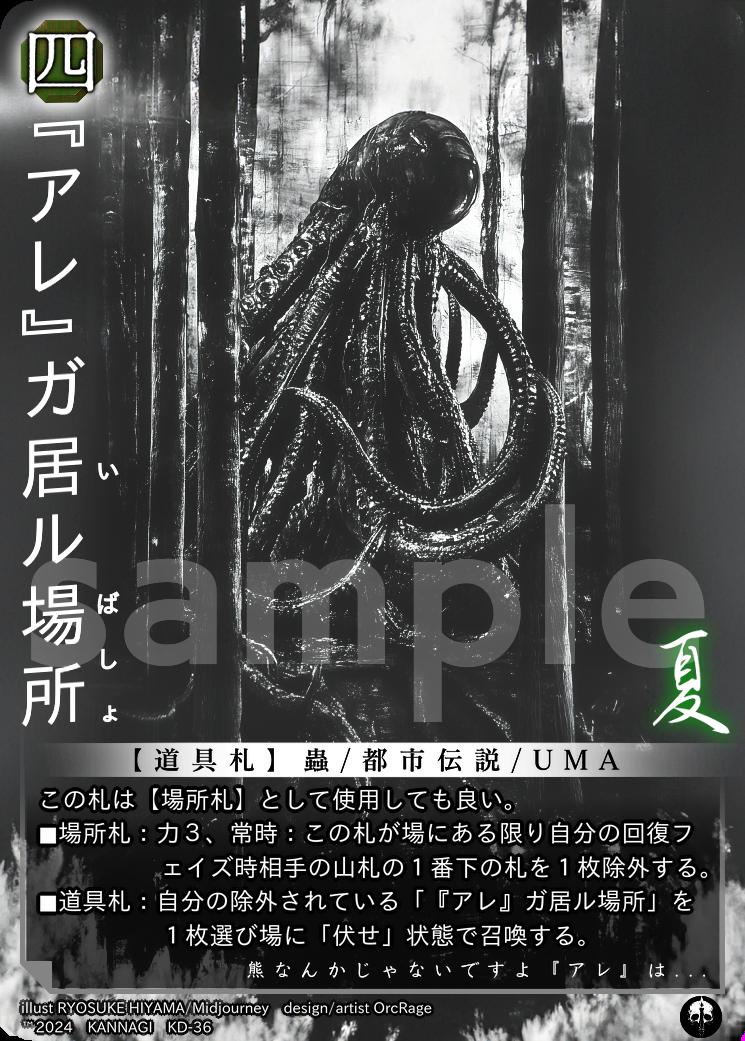 四
『アレ』ガ居ル場所
い
ばしょ
sample
夏
【道具札】蟲/都市伝説/UMA
この札は【場所札】として使用しても良い。
■場所札：力３、常時：この札が場にある限り自分の回復フ
ェイズ時相手の山札の１番下の札を１枚除外する。
■道具札：自分の除外されている「『アレ』ガ居ル場所」を
１枚選び場に「伏せ」状態で召喚する。
熊なんかじゃないですよ『アレ』は...
illust RYOSUKE HIYAMA/Midjourney design/artist OrcRage
™2024 KANNAGI KD-36